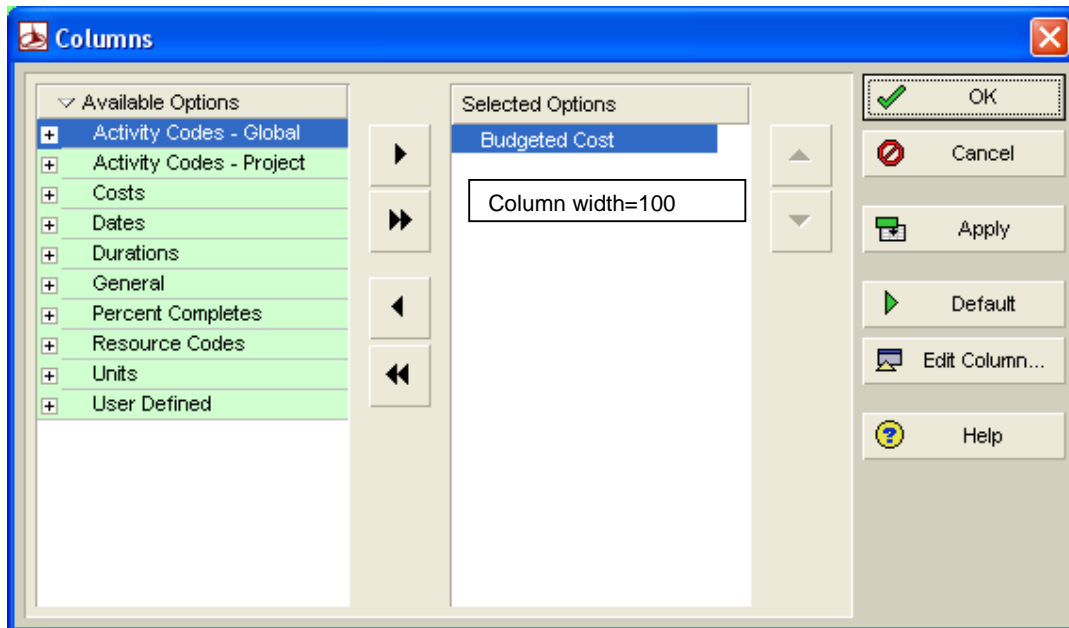 Columns
Available Options
Activity Codes - Global
Activity Codes - Project
Costs
Dates
Durations
General
Percent Completes
Resource Codes
Units
User Defined
Selected Options
Budgeted Cost
Column width=100
OK
Cancel
Apply
Default
Edit Column...
Help